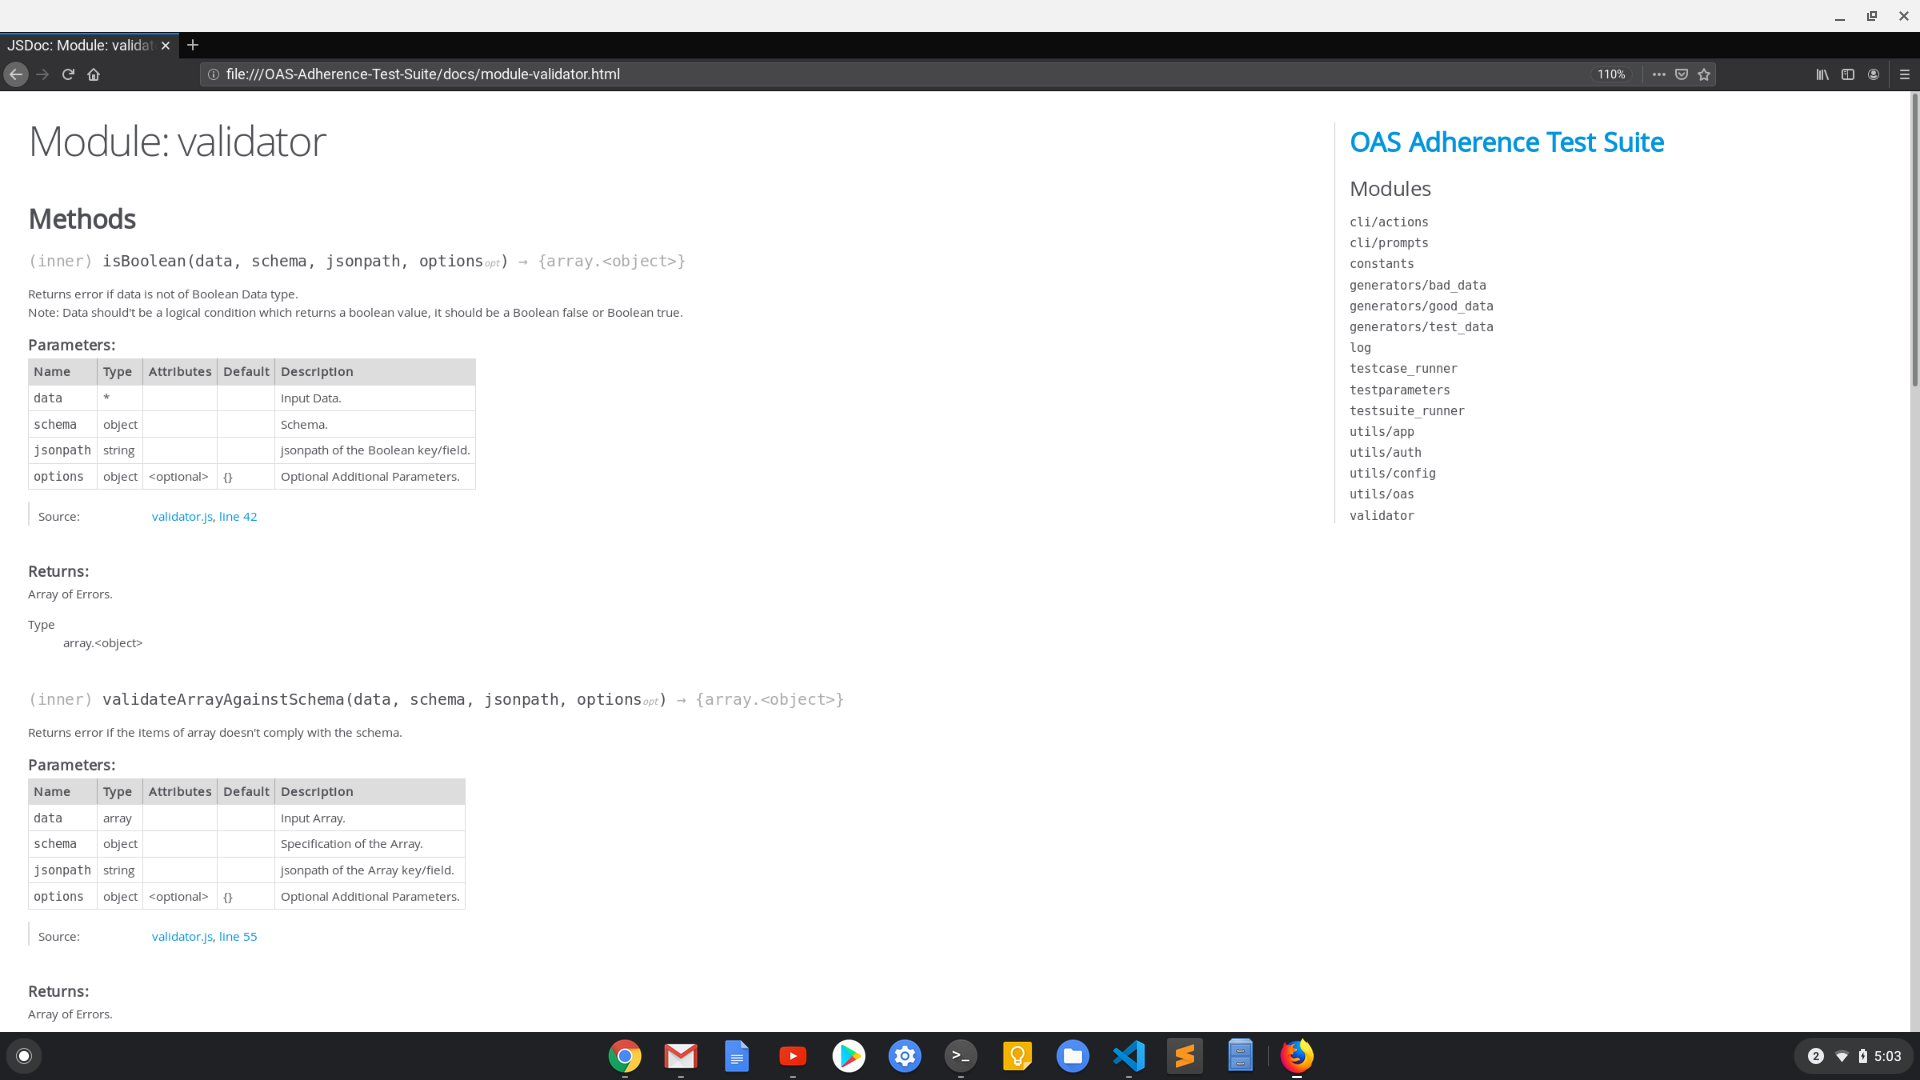 JSDoc: Module: validat
file:///OAS-Adherence-Test-Suite/docs/module-validator.html
110%
Module: validator
Methods
(inner) isBoolean(data, schema, jsonpath, options opt) → {array.<object>}
Returns error if data is not of Boolean Data type.
Note: Data should't be a logical condition which returns a boolean value, it should be a Boolean false or Boolean true.
Parameters:
Name Type Attributes Default Description
data * Input Data.
schema object Schema.
jsonpath string jsonpath of the Boolean key/field.
options object <optional> {} Optional Additional Parameters.
Source: validator.js, line 42
Returns:
Array of Errors.
Type
array.<object>
(inner) validateArrayAgainstSchema(data, schema, jsonpath, options opt) → {array.<object>}
Returns error if the items of array doesn't comply with the schema.
Parameters:
Name Type Attributes Default Description
data array Input Array.
schema object Specification of the Array.
jsonpath string jsonpath of the Array key/field.
options object <optional> {} Optional Additional Parameters.
Source: validator.js, line 55
Returns:
Array of Errors.
OAS Adherence Test Suite
Modules
cli/actions
cli/prompts
constants
generators/bad_data
generators/good_data
generators/test_data
log
testcase_runner
testparameters
testsuite_runner
utils/app
utils/auth
utils/config
utils/oas
validator
2 5:03